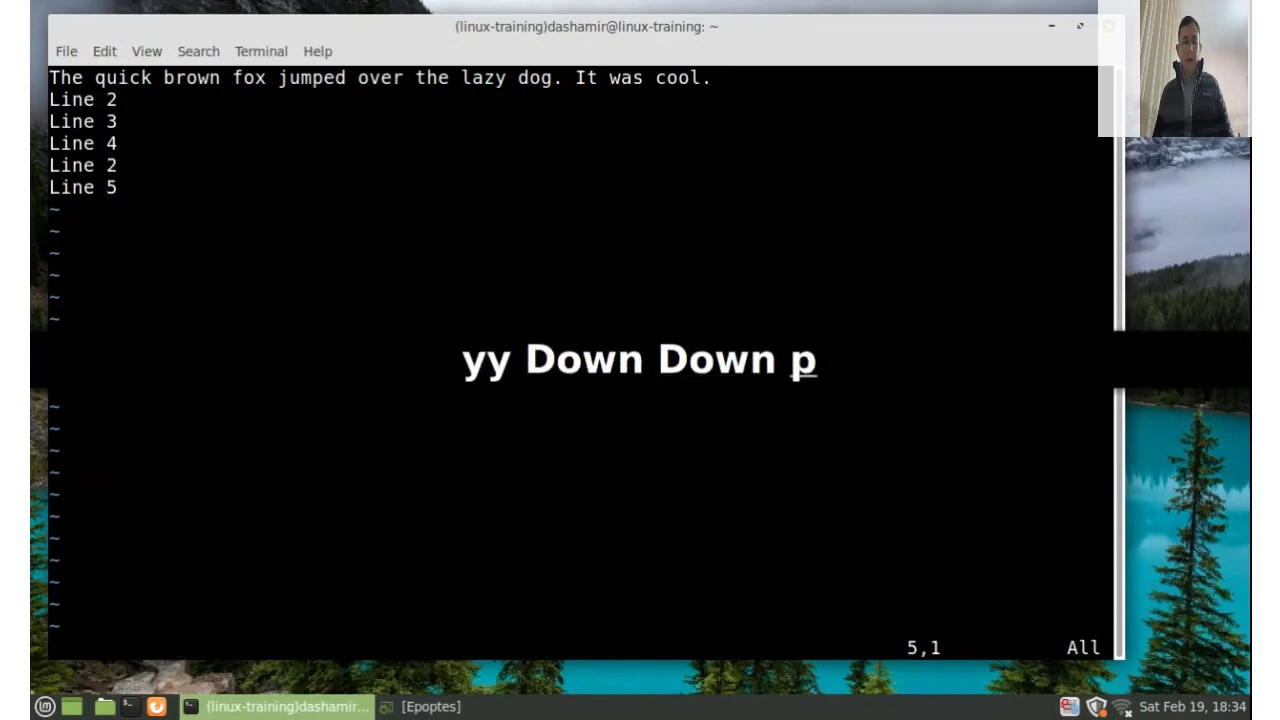 (linux-training)dashamir@linux-training: ~
File Edit View Search Terminal Help
The quick brown fox jumped over the lazy dog. It was cool.
Line 2
Line 3
Line 4
Line 2
Line 5
~
~
~
~
~
~
yy Down Down p
~
~
~
~
~
~
~
~
~
~
~
5,1 All
(linux-training)dashamir... [Epoptes] Sat Feb 19, 18:34